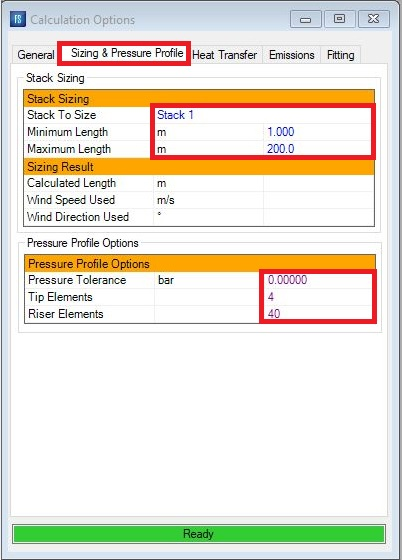 FS Calculation Options
General Sizing & Pressure Profile Heat Transfer Emissions Fitting
Stack Sizing
Stack Sizing
Stack To Size Stack 1
Minimum Length m 1.000
Maximum Length m 200.0
Sizing Result
Calculated Length m
Wind Speed Used m/s
Wind Direction Used °
Pressure Profile Options
Pressure Profile Options
Pressure Tolerance bar 0.00000
Tip Elements 4
Riser Elements 40
Ready